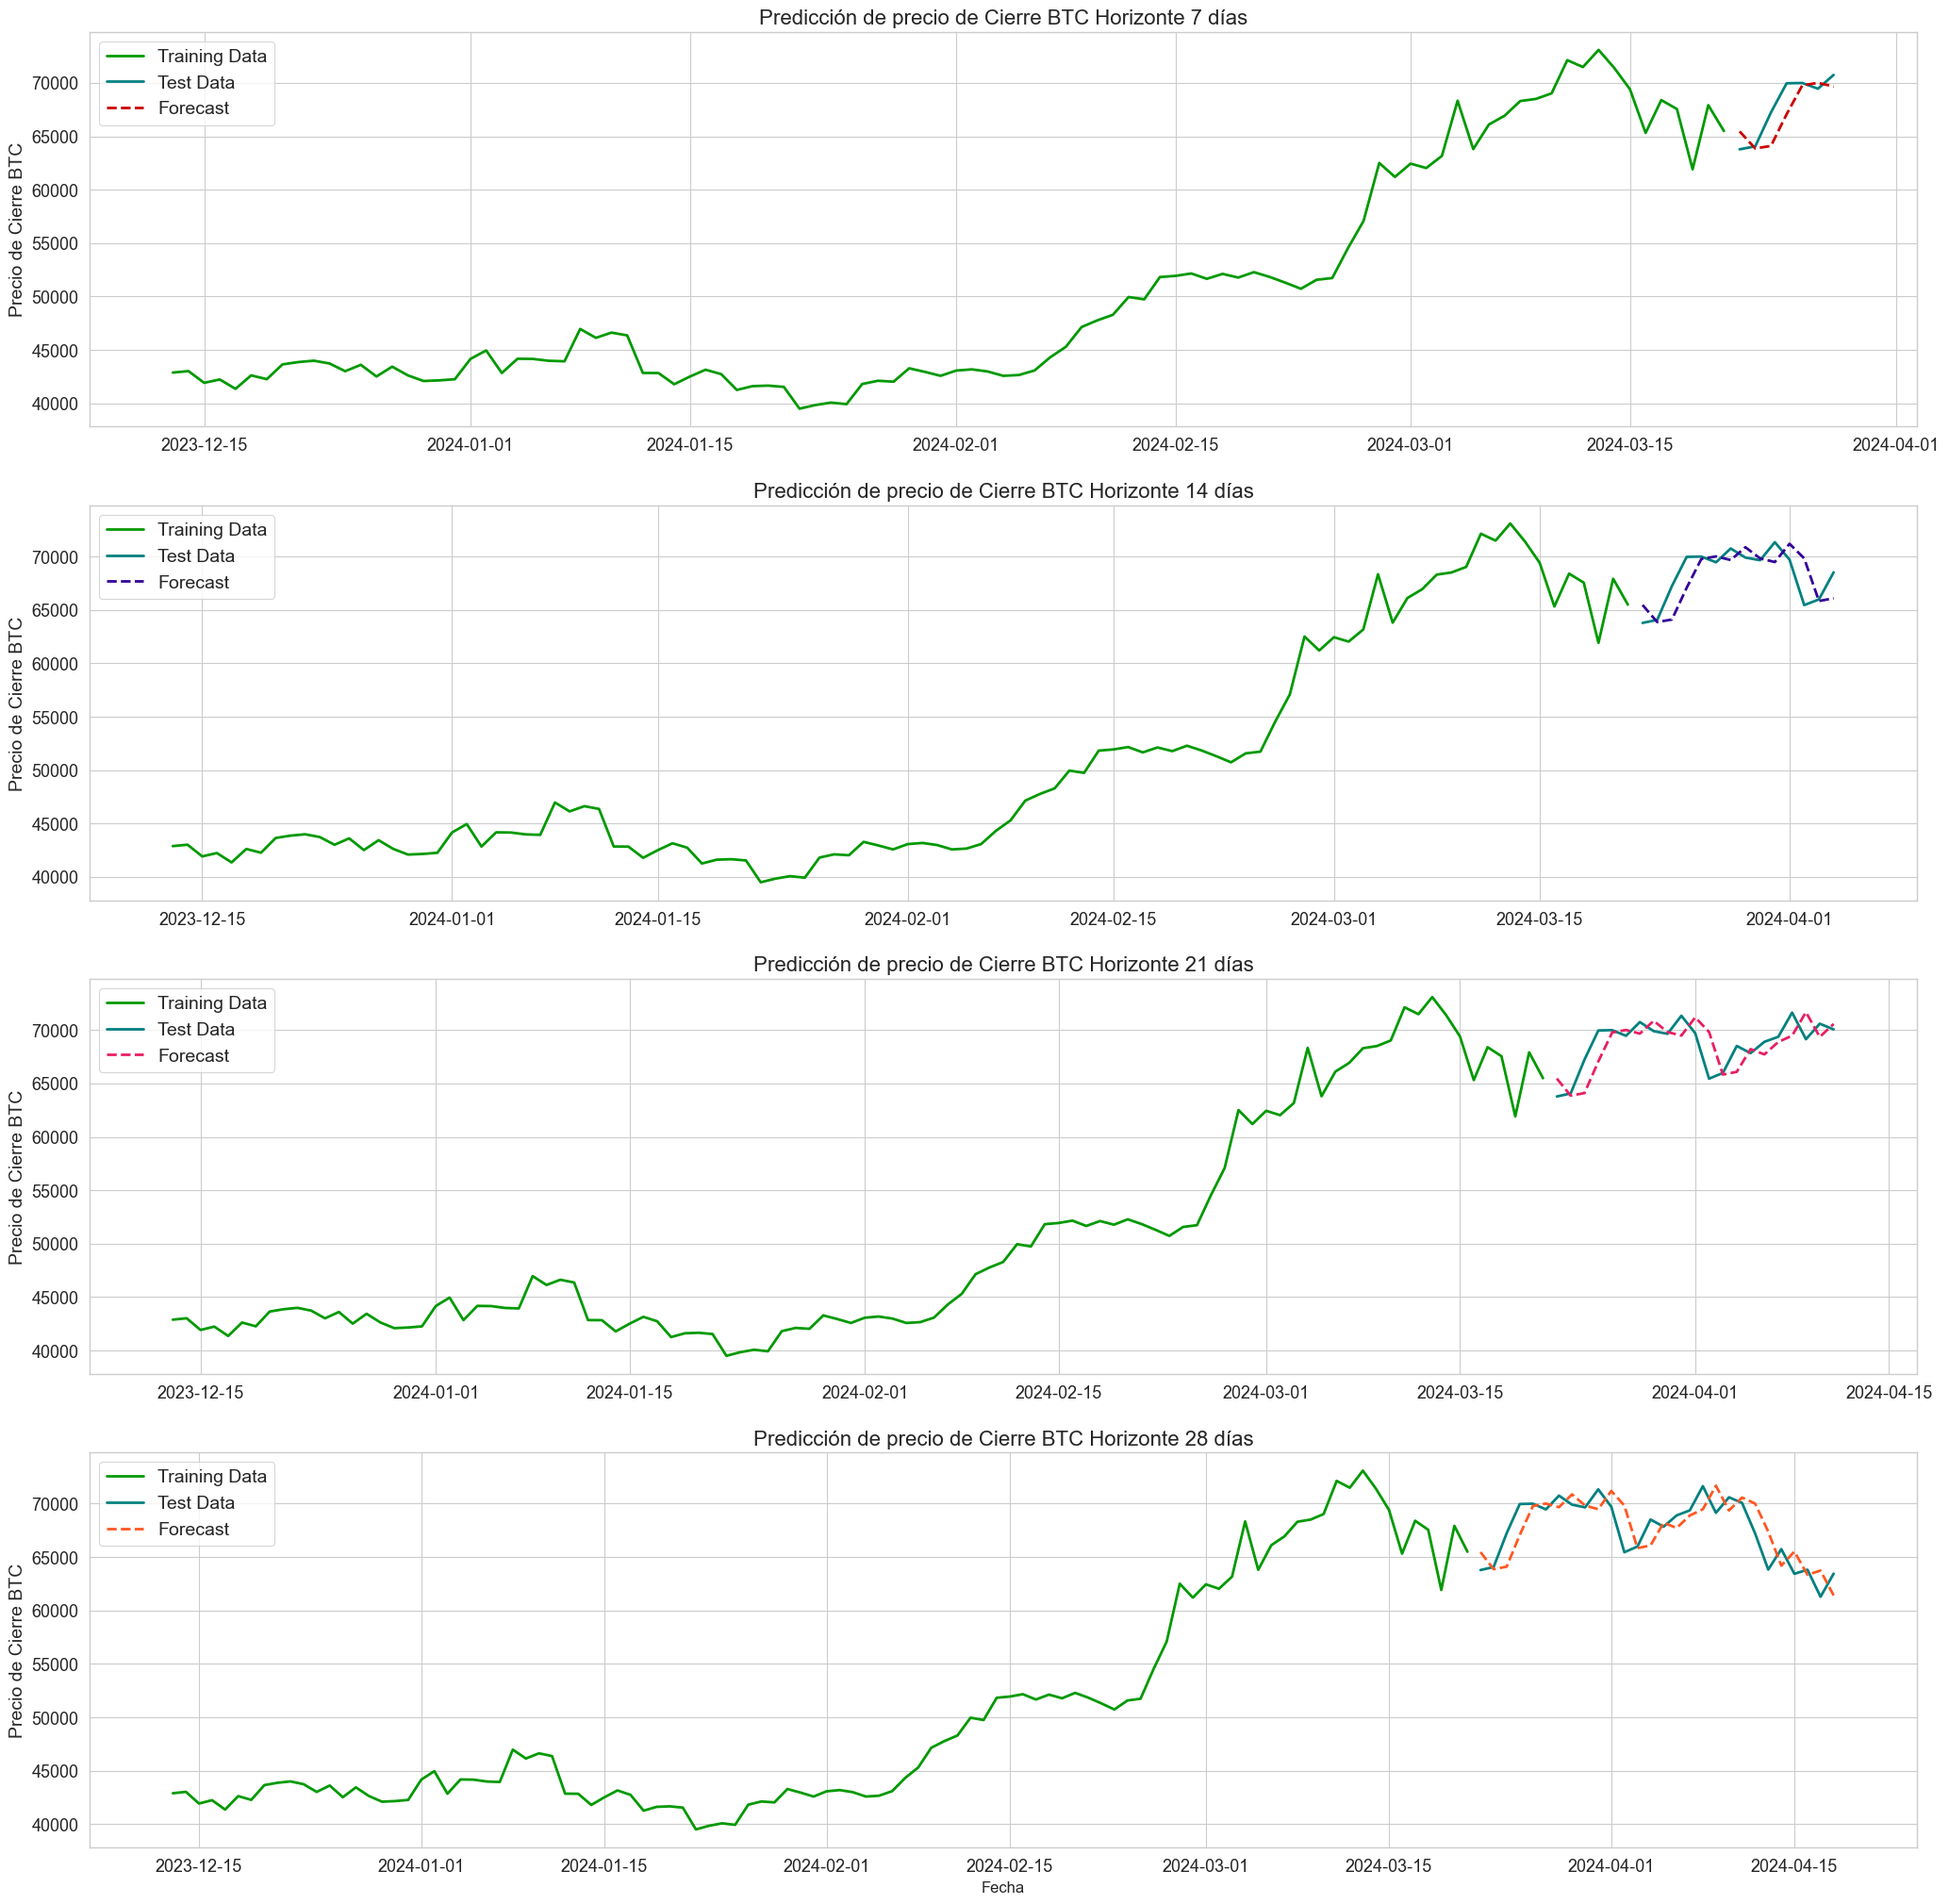 Predicción de precio de Cierre BTC Horizonte 7 días
Training Data
Test Data
Forecast
Precio de Cierre BTC
70000
65000
60000
55000
50000
45000
40000
2023-12-15 2024-01-01 2024-01-15 2024-02-01 2024-02-15 2024-03-01 2024-03-15 2024-04-01
Predicción de precio de Cierre BTC Horizonte 14 días
Training Data
Test Data
Forecast
Precio de Cierre BTC
70000
65000
60000
55000
50000
45000
40000
2023-12-15 2024-01-01 2024-01-15 2024-02-01 2024-02-15 2024-03-01 2024-03-15 2024-04-01
Predicción de precio de Cierre BTC Horizonte 21 días
Training Data
Test Data
Forecast
Precio de Cierre BTC
70000
65000
60000
55000
50000
45000
40000
2023-12-15 2024-01-01 2024-01-15 2024-02-01 2024-02-15 2024-03-01 2024-03-15 2024-04-01 2024-04-15
Predicción de precio de Cierre BTC Horizonte 28 días
Training Data
Test Data
Forecast
Precio de Cierre BTC
70000
65000
60000
55000
50000
45000
40000
2023-12-15 2024-01-01 2024-01-15 2024-02-01 2024-02-15 2024-03-01 2024-03-15 2024-04-01 2024-04-15
Fecha